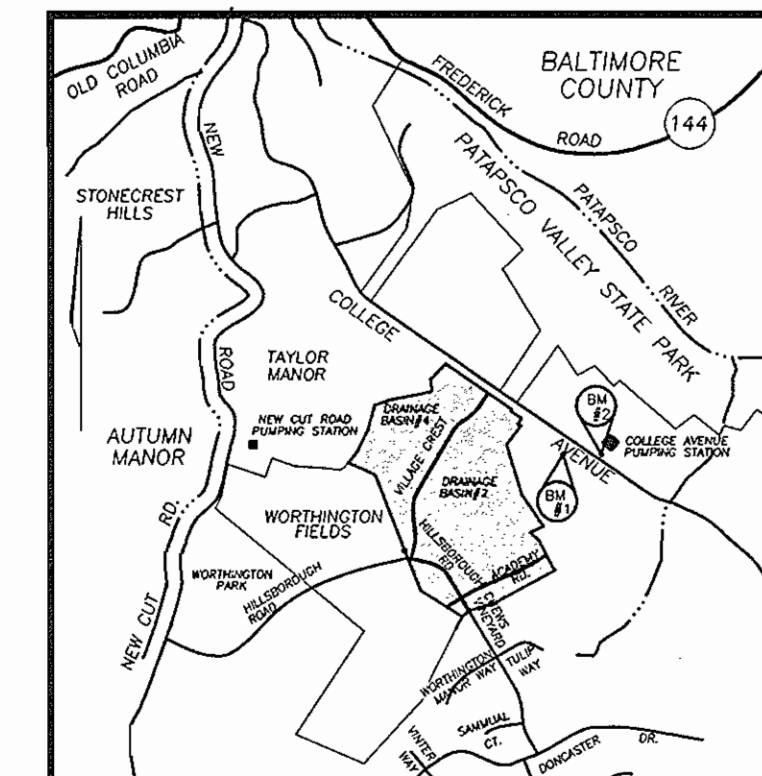 OLD COLUMBIA
ROAD
FREDERICK
ROAD
BALTIMORE
COUNTY
144
NEW
ROAD
STONECREST
HILLS
PATAPSCO
RIVER
PATAPSCO VALLEY STATE PARK
COLLEGE
AVENUE
TAYLOR
MANOR
NEW CUT ROAD
PUMPING STATION
DRAINAGE
BASIN#4
VILLAGE CREST
BM
#2
COLLEGE AVENUE
PUMPING STATION
AUTUMN
MANOR
DRAINAGE
BASIN#2
BM
#1
WORTHINGTON
FIELDS
NEW CUT RD.
WORTHINGTON
PARK
HILLSBOROUGH
ROAD
HILLSBOROUGH
RD.
ACADEMY
RD.
CHEWS
VINEYARD
WORTHINGTON
MANOR WAY
TULIP
WAY
SAMMUAL
CT.
VINTER
WAY
DONCASTER DR.